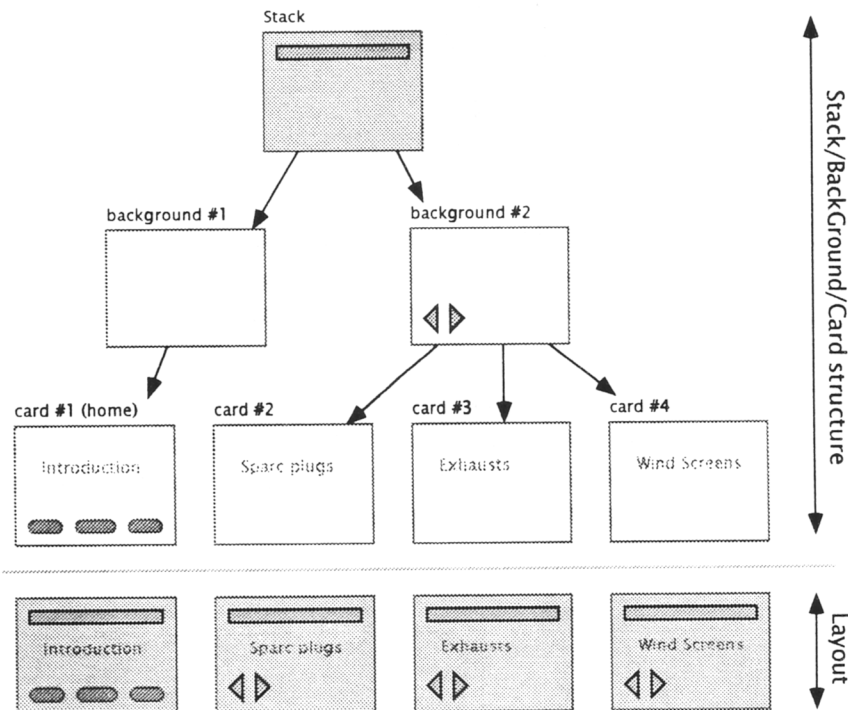 Stack
background #1
background #2
card #1 (home)
card #2
card #3
card #4
Introduction
Sparc plugs
Exhausts
Wind Screens
Stack/BackGround/Card structure
Introduction
Sparc plugs
Exhausts
Wind Screens
Layout